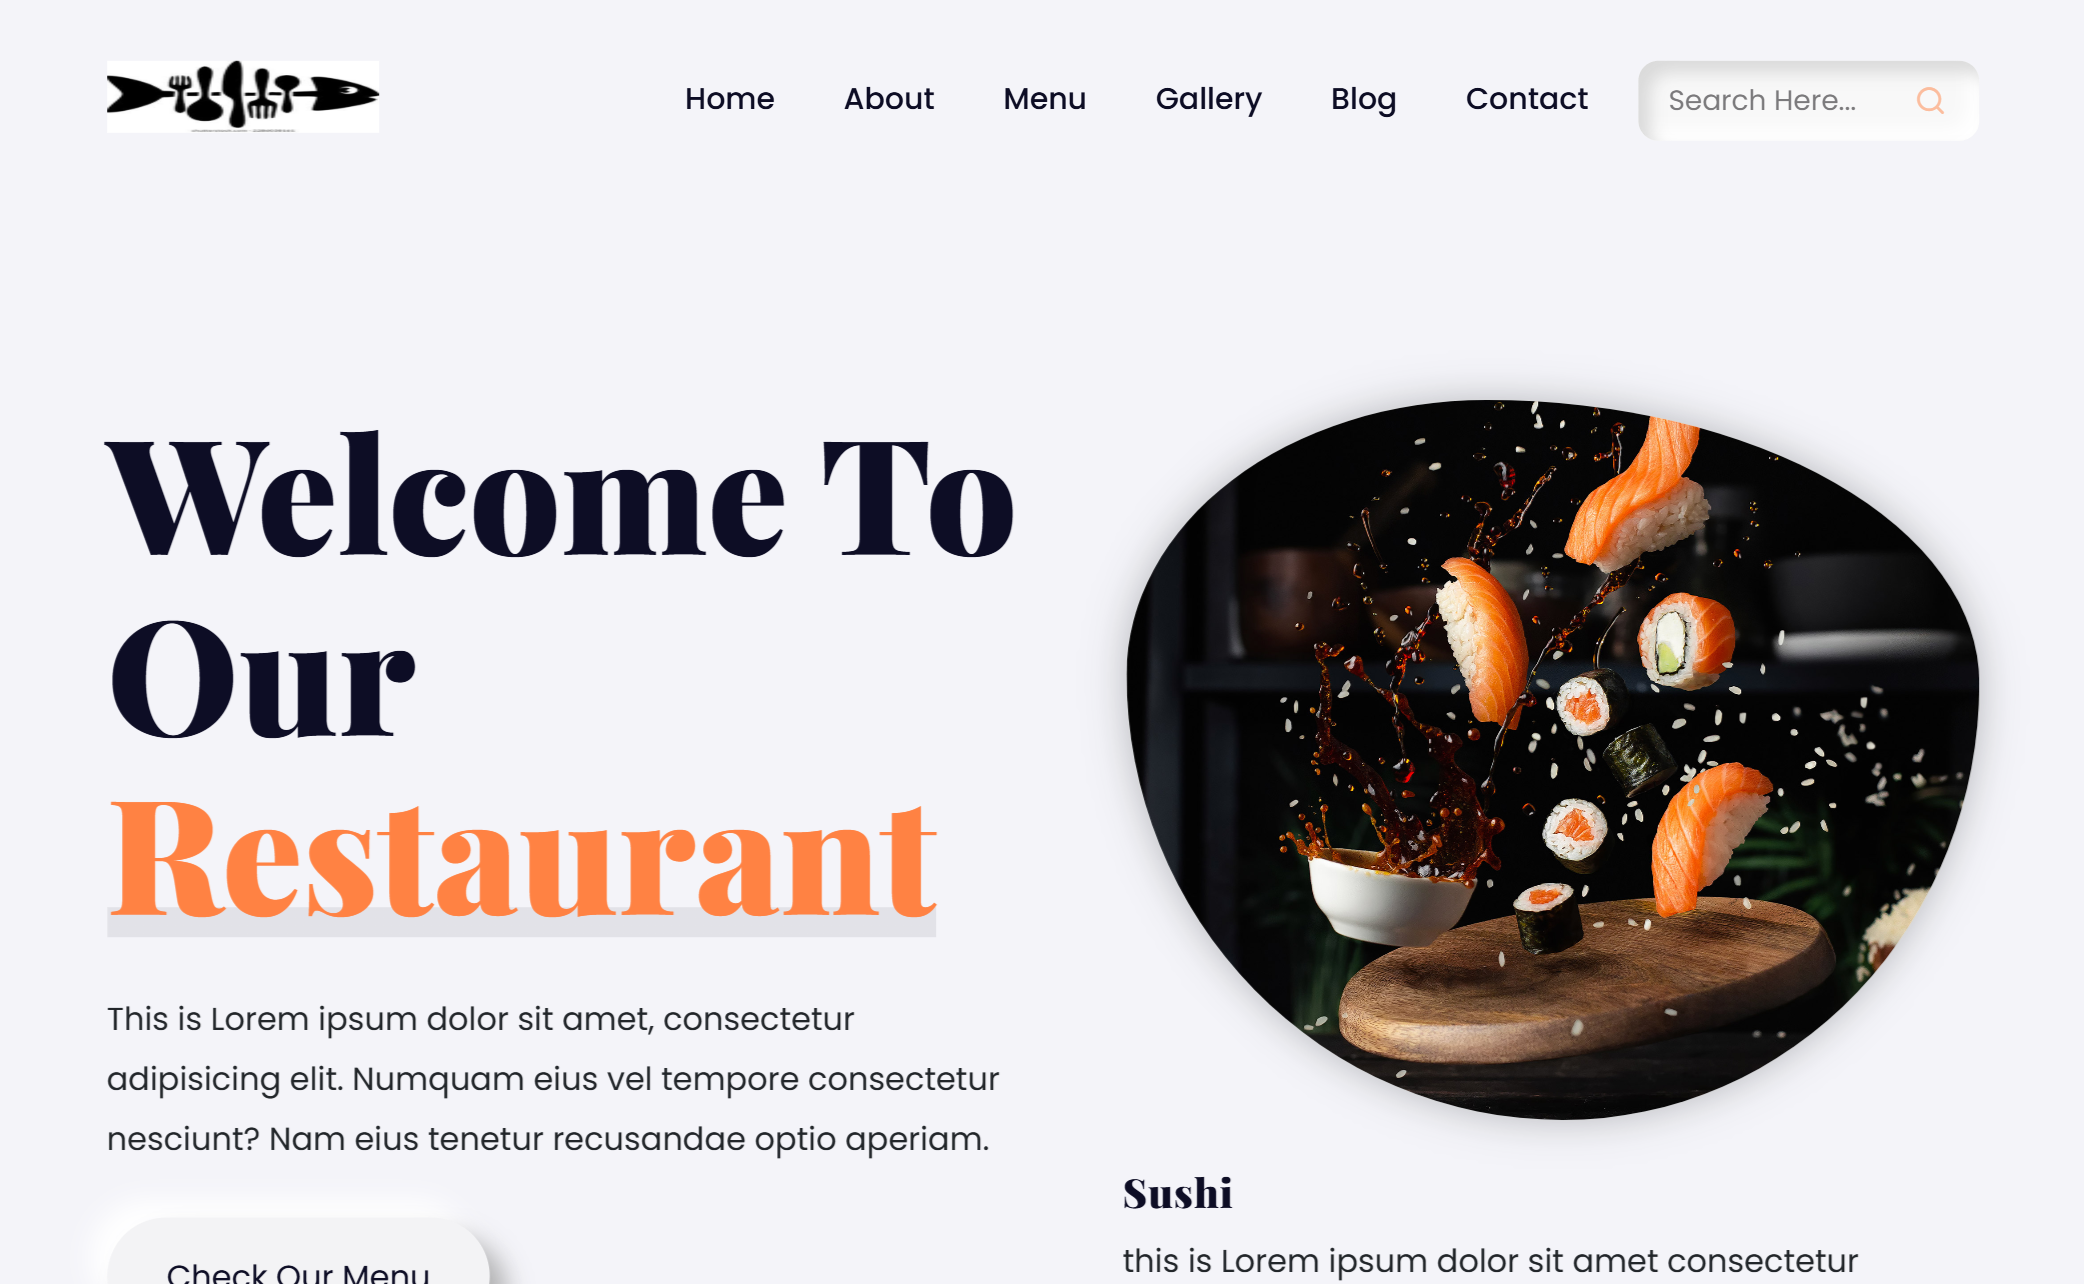 Home About Menu Gallery Blog Contact Search Here...
Welcome To
Our
Restaurant
This is Lorem ipsum dolor sit amet, consectetur
adipisicing elit. Numquam eius vel tempore consectetur
nesciunt? Nam eius tenetur recusandae optio aperiam.
Check Our Menu
Sushi
this is Lorem ipsum dolor sit amet consectetur